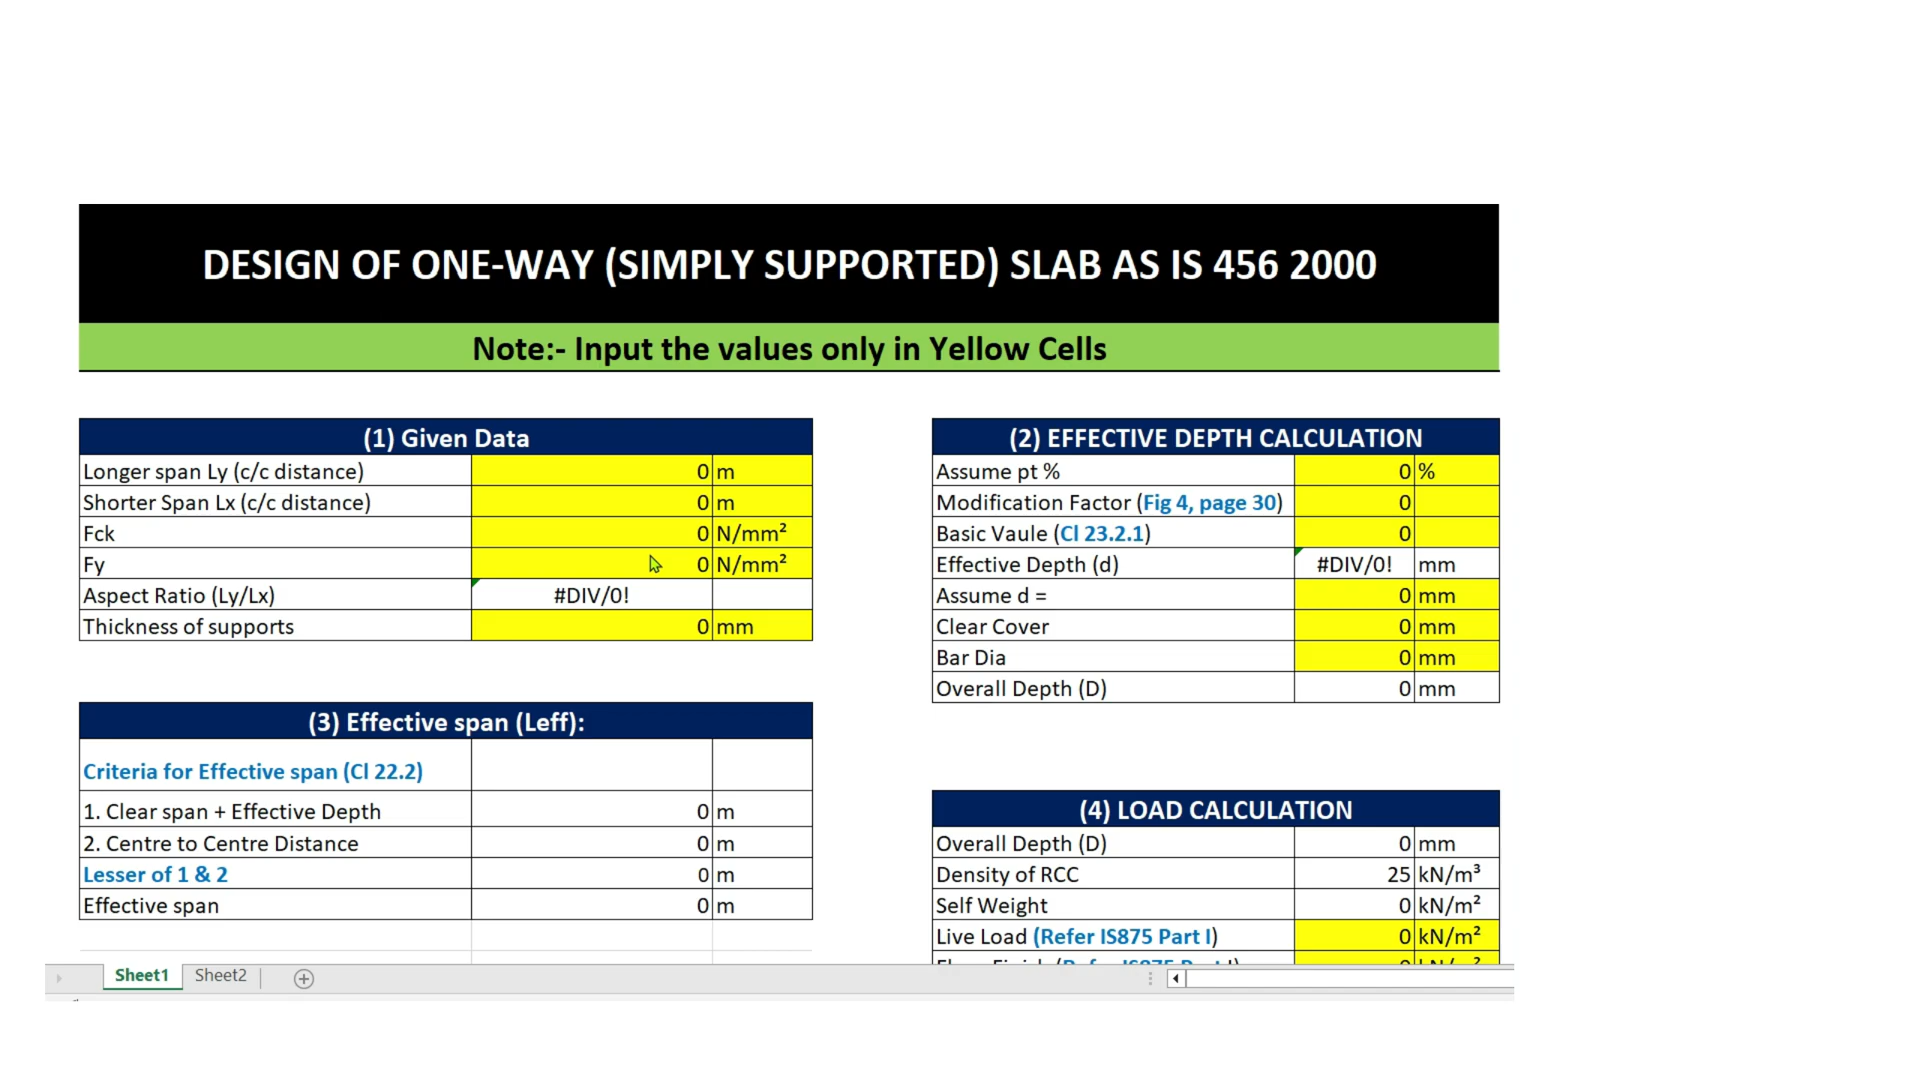 DESIGN OF ONE-WAY (SIMPLY SUPPORTED) SLAB AS IS 456 2000
Note:- Input the values only in Yellow Cells
(1) Given Data
Longer span Ly (c/c distance) 0 m
Shorter Span Lx (c/c distance) 0 m
Fck 0 N/mm²
Fy 0 N/mm²
Aspect Ratio (Ly/Lx) #DIV/0!
Thickness of supports 0 mm
(2) EFFECTIVE DEPTH CALCULATION
Assume pt % 0 %
Modification Factor (Fig 4, page 30) 0
Basic Vaule (Cl 23.2.1) 0
Effective Depth (d) #DIV/0! mm
Assume d = 0 mm
Clear Cover 0 mm
Bar Dia 0 mm
Overall Depth (D) 0 mm
(3) Effective span (Leff):
Criteria for Effective span (Cl 22.2)
1. Clear span + Effective Depth 0 m
2. Centre to Centre Distance 0 m
Lesser of 1 & 2 0 m
Effective span 0 m
(4) LOAD CALCULATION
Overall Depth (D) 0 mm
Density of RCC 25 kN/m³
Self Weight 0 kN/m²
Live Load (Refer IS875 Part I) 0 kN/m²
Sheet1 Sheet2